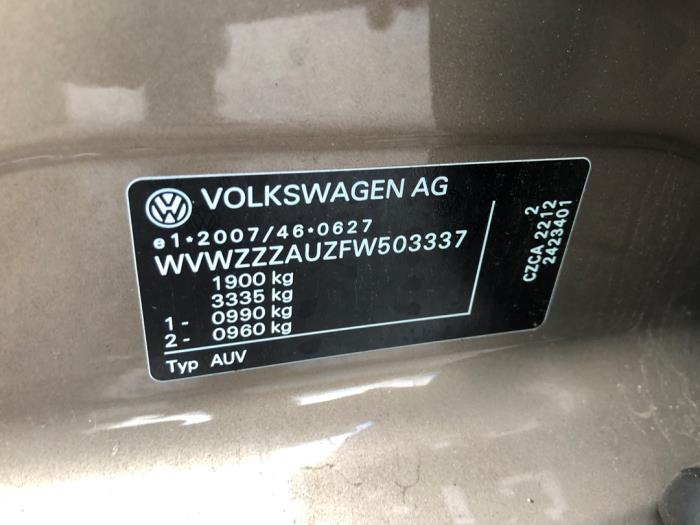 VOLKSWAGEN AG
e1*2007/46*0627
WVWZZZAUZFW503337
1900 kg
3335 kg
1- 0990 kg
2- 0960 kg
Typ AUV
2
CZCA 2212
2423401